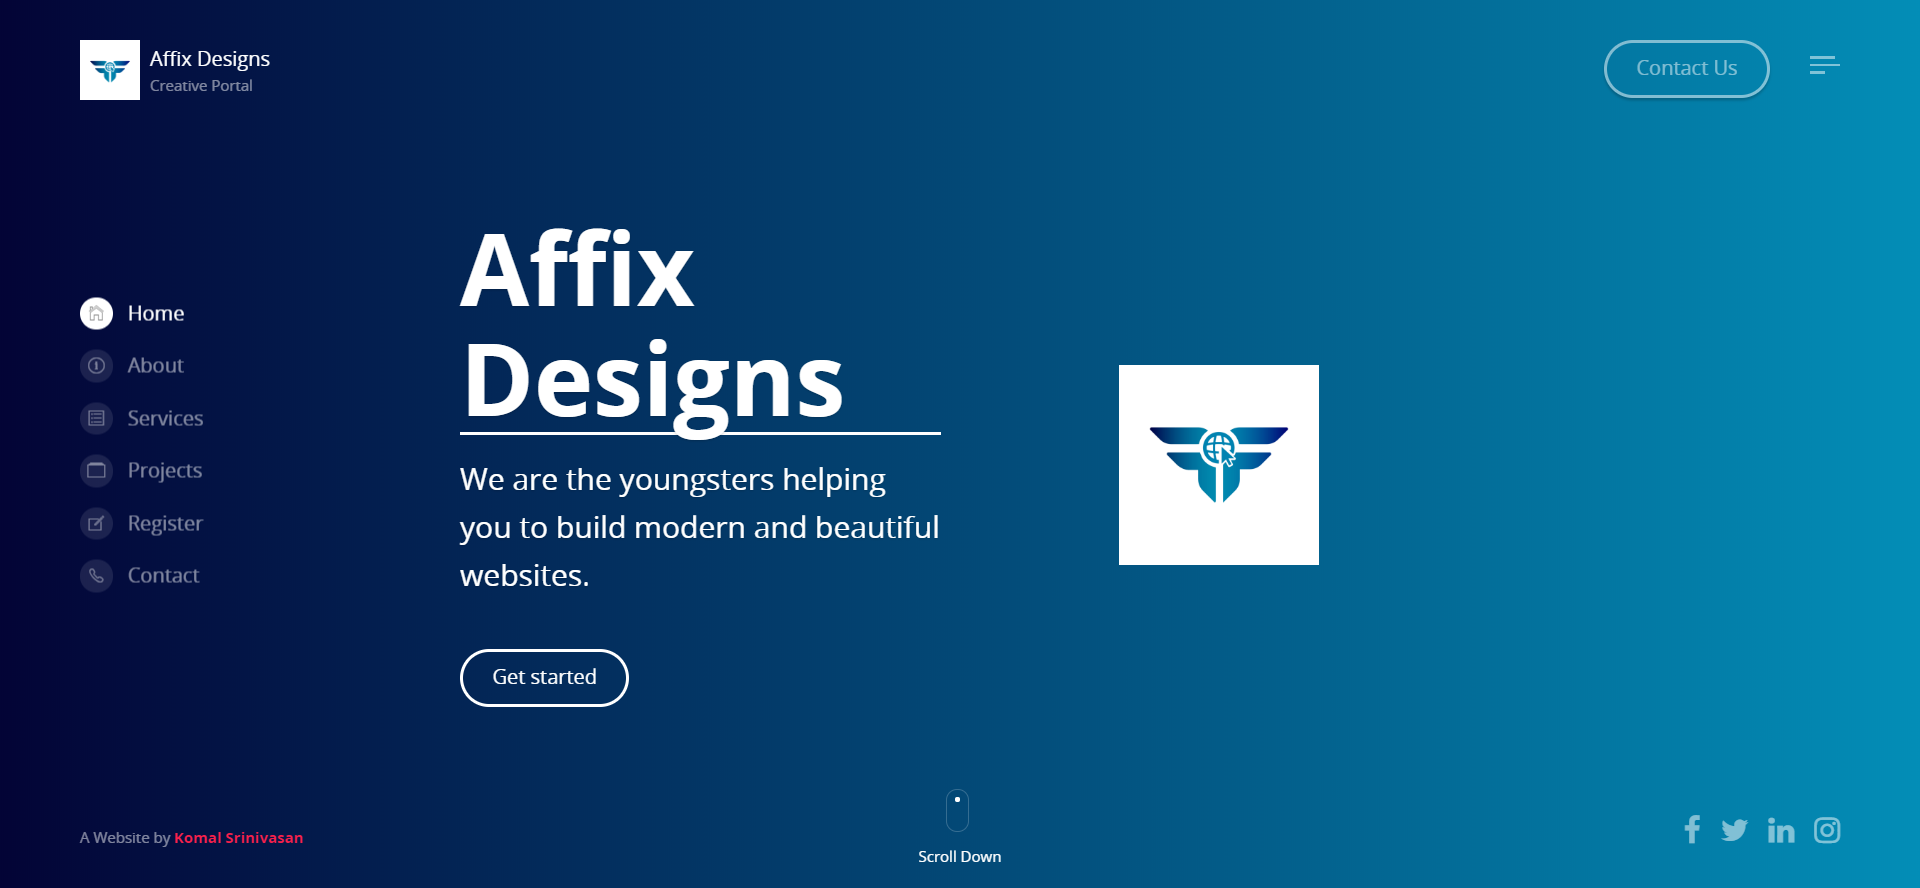 Affix Designs
Creative Portal
Contact Us
Home
About
Services
Projects
Register
Contact
Affix
Designs
We are the youngsters helping
you to build modern and beautiful
websites.
Get started
Scroll Down
A Website by Komal Srinivasan